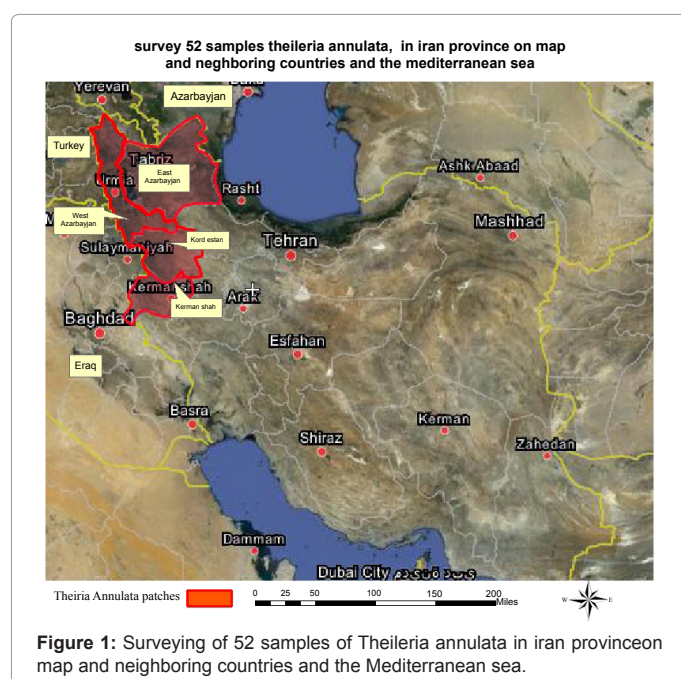 survey 52 samples theileria annulata, in iran province on map
and neghboring countries and the mediterranean sea
Yerevan
Azarbayjan
Turkey
Tabriz
East
Azarbayjan
Urmia
Rasht
Ashk Abaad
West
Azarbayjan
Kord estan
Mashhad
Sulaymaniyah
Tehran
Kermanshah
Kerman shah
Arak
Baghdad
Esfahan
Eraq
Basra
Kerman
Shiraz
Zahedan
Dammam
Dubai City
Theiria Annulata patches
0 25 50 100 150 200
Miles
W E
Figure 1: Surveying of 52 samples of Theileria annulata in iran provinceon
map and neighboring countries and the Mediterranean sea.